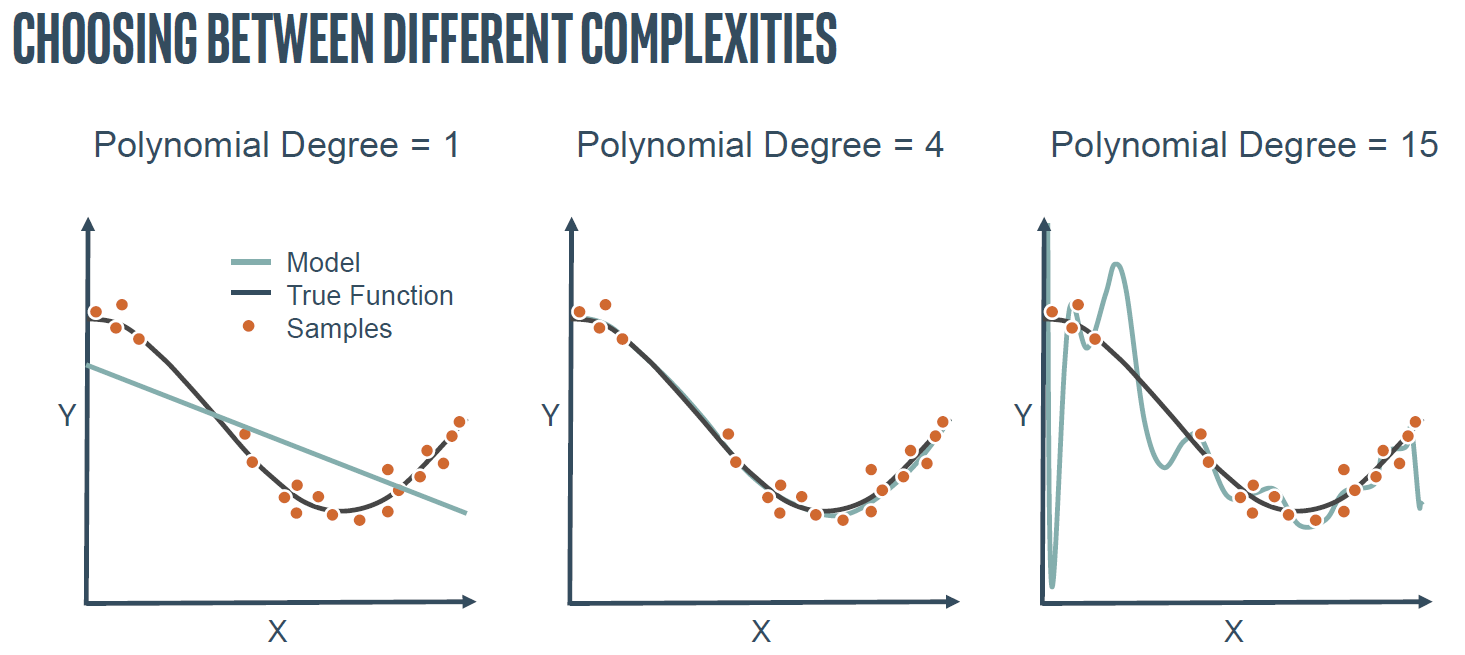 CHOOSING BETWEEN DIFFERENT COMPLEXITIES
Polynomial Degree = 1
Polynomial Degree = 4
Polynomial Degree = 15
Model
True Function
Samples
Y
X
Y
X
Y
X